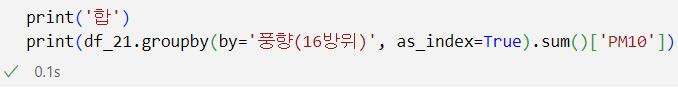 print('합')
print(df_21.groupby(by='풍향(16방위)', as_index=True).sum()['PM10'])
✓ 0.1s